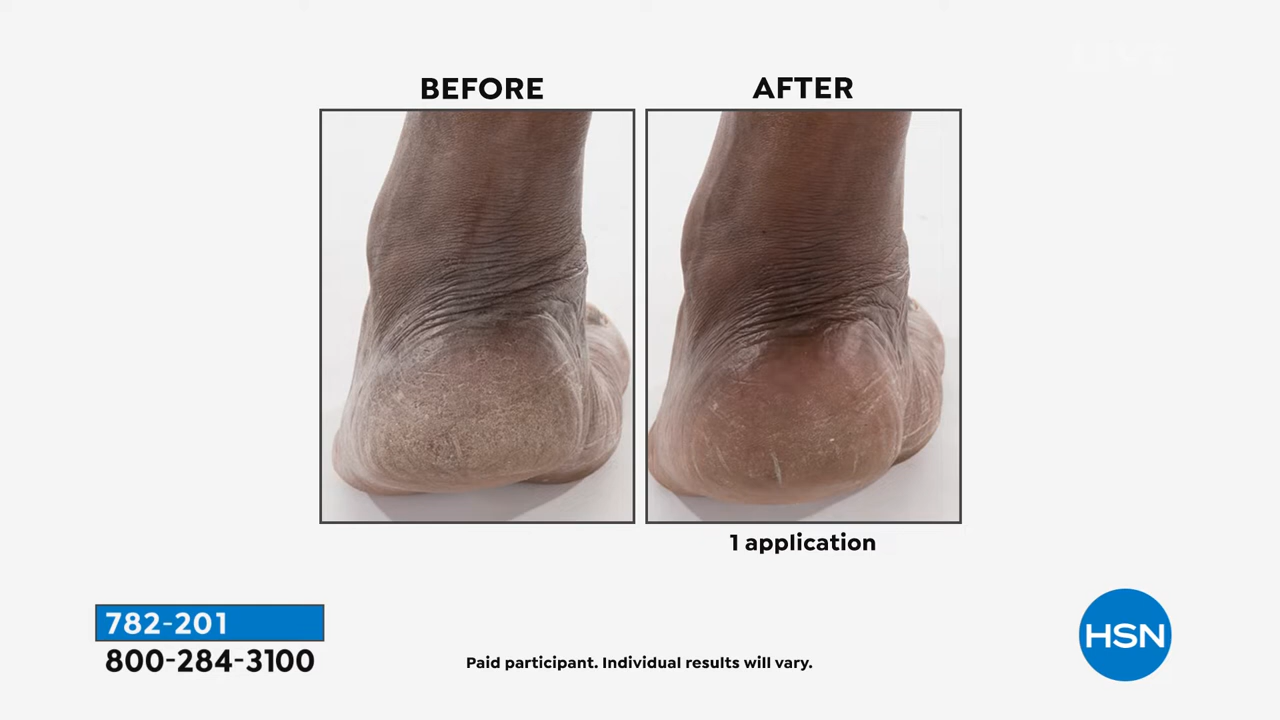 BEFORE
AFTER
1 application
782-201
800-284-3100
Paid participant. Individual results will vary.
HSN